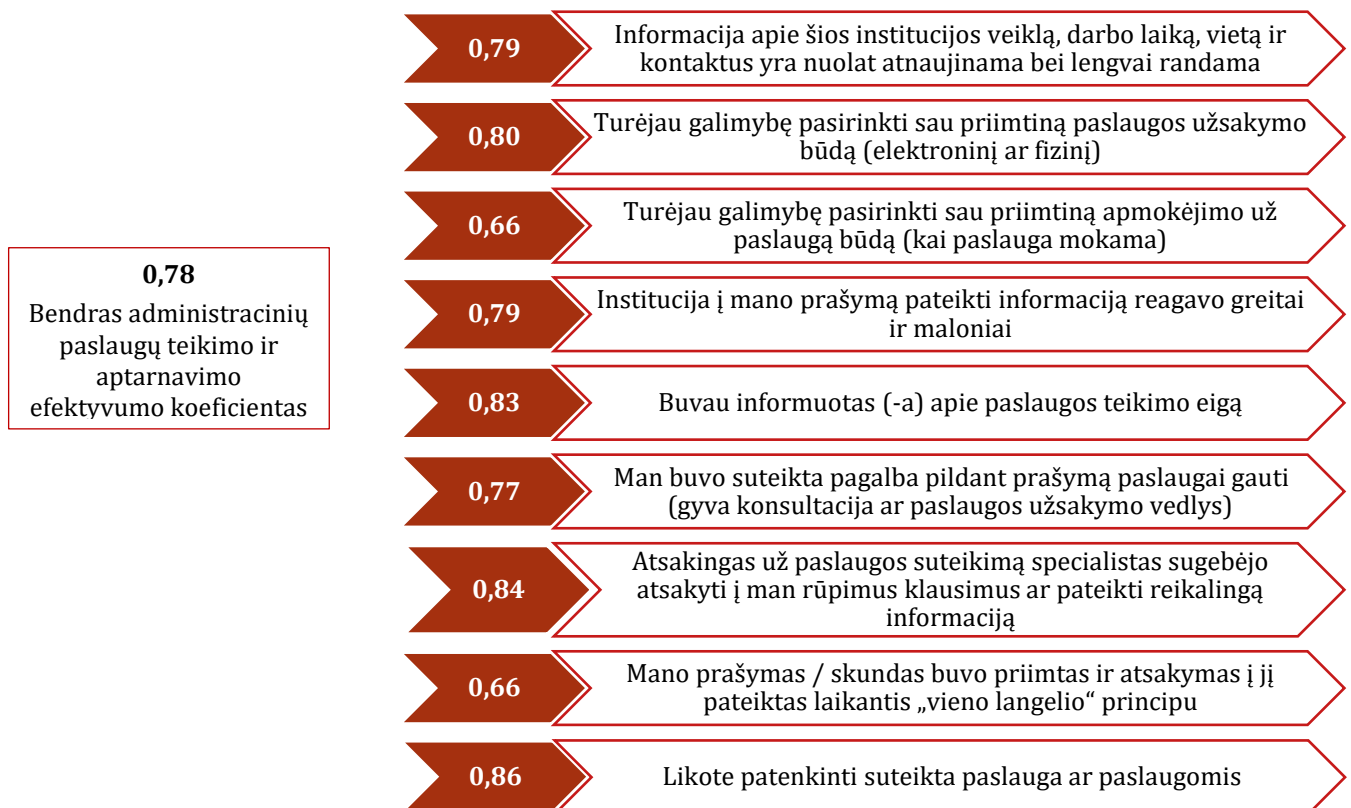 0,78
Bendras administracinių
paslaugų teikimo ir
aptarnavimo
efektyvumo koeficientas
0,79
Informacija apie šios institucijos veiklą, darbo laiką, vietą ir
kontaktus yra nuolat atnaujinama bei lengvai randama
0,80
Turėjau galimybę pasirinkti sau priimtiną paslaugos užsakymo
būdą (elektroninį ar fizinį)
0,66
Turėjau galimybę pasirinkti sau priimtiną apmokėjimo už
paslaugą būdą (kai paslauga mokama)
0,79
Institucija į mano prašymą pateikti informaciją reagavo greitai
ir maloniai
0,83
Buvau informuotas (-a) apie paslaugos teikimo eigą
0,77
Man buvo suteikta pagalba pildant prašymą paslaugai gauti
(gyva konsultacija ar paslaugos užsakymo vedlys)
0,84
Atsakingas už paslaugos suteikimą specialistas sugebėjo
atsakyti į man rūpimus klausimus ar pateikti reikalingą
informaciją
0,66
Mano prašymas / skundas buvo priimtas ir atsakymas į jį
pateiktas laikantis „vieno langelio“ principu
0,86
Likote patenkinti suteikta paslauga ar paslaugomis